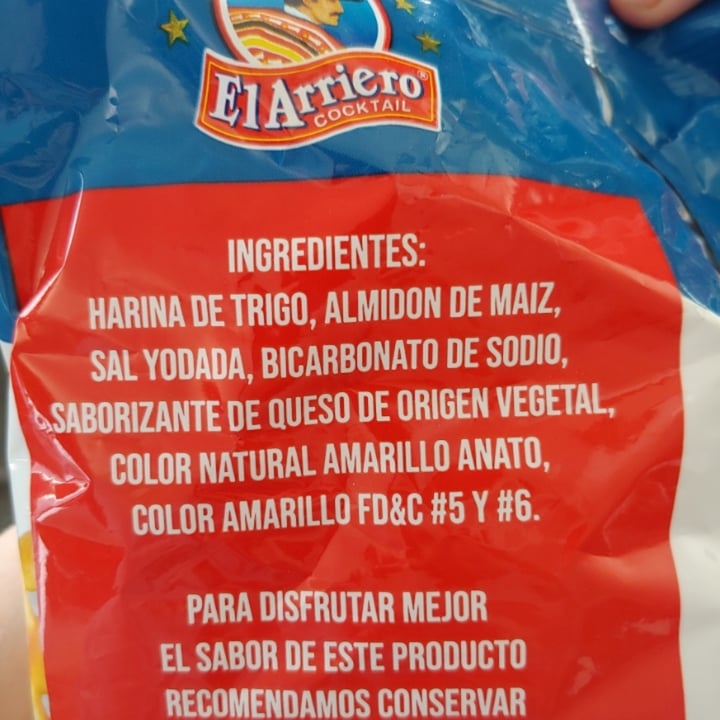 El Arriero®
COCKTAIL
INGREDIENTES:
HARINA DE TRIGO, ALMIDON DE MAIZ,
SAL YODADA, BICARBONATO DE SODIO,
SABORIZANTE DE QUESO DE ORIGEN VEGETAL,
COLOR NATURAL AMARILLO ANATO,
COLOR AMARILLO FD&C #5 Y #6.
PARA DISFRUTAR MEJOR
EL SABOR DE ESTE PRODUCTO
RECOMENDAMOS CONSERVAR